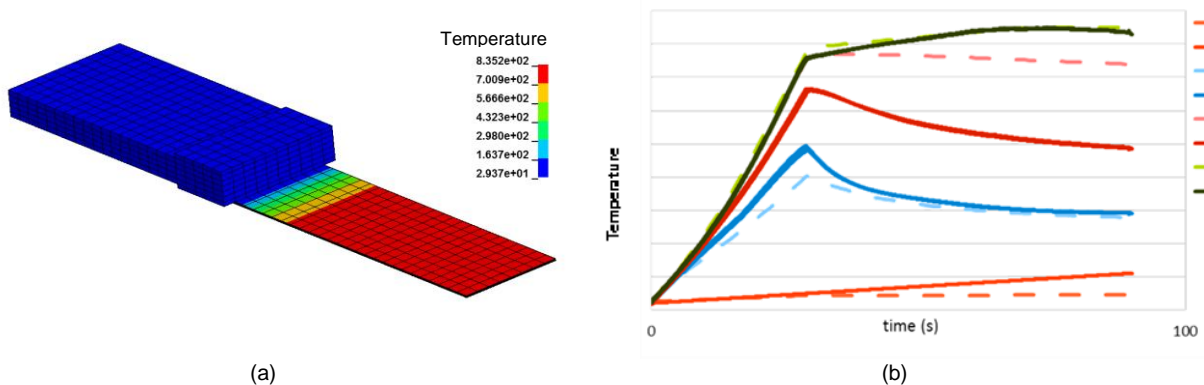 Temperature
8.352e+02
7.009e+02
5.666e+02
4.323e+02
2.980e+02
1.637e+02
2.937e+01
Temperature
0
time (s)
100
(a)
(b)